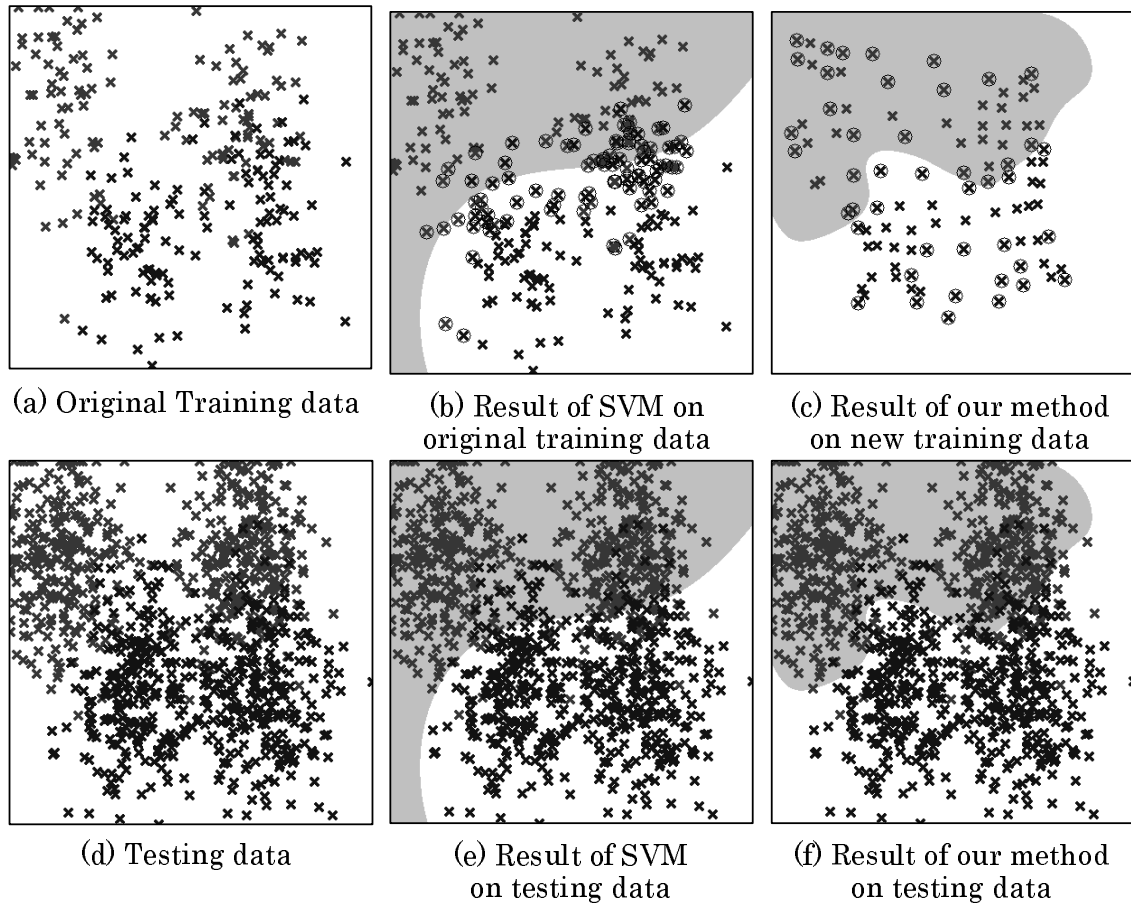 (a) Original Training data
(b) Result of SVM on
original training data
(c) Result of our method
on new training data
(d) Testing data
(e) Result of SVM
on testing data
(f) Result of our method
on testing data